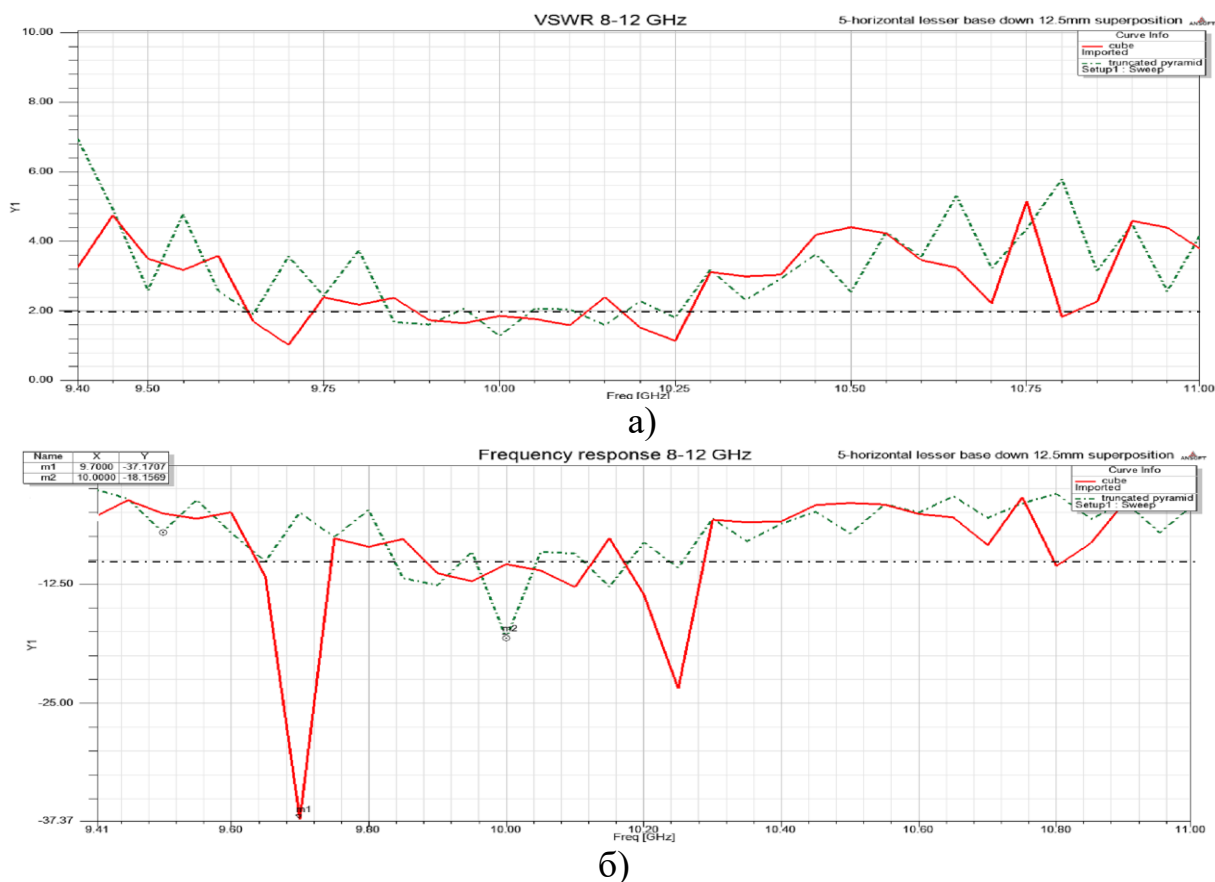 VSWR 8-12 GHz
5-horizontal lesser base down 12.5mm superposition ANSOFT
Curve Info
cube
Imported
truncated pyramid
Setup1 : Sweep
10.00
8.00
6.00
Y1
4.00
2.00
0.00
9.40 9.50 9.75 10.00 10.25 10.50 10.75 11.00
Freq [GHz]
а)
Name X Y
m1 9.7000 -37.1707
m2 10.0000 -18.1569
Frequency response 8-12 GHz
5-horizontal lesser base down 12.5mm superposition ANSOFT
Curve Info
cube
Imported
truncated pyramid
Setup1 : Sweep
-12.50
m2
Y1
-25.00
m1
-37.37
9.41 9.60 9.80 10.00 10.20 10.40 10.60 10.80 11.00
Freq [GHz]
б)